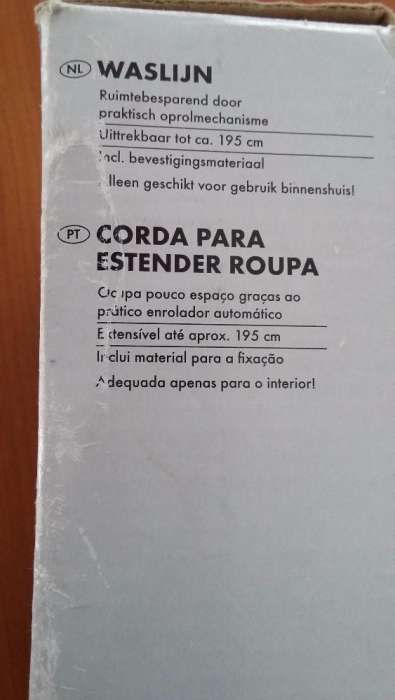 NL WASLIJN
Ruimtebesparend door
praktisch oprolmechanisme
Uittrekbaar tot ca. 195 cm
Incl. bevestigingsmateriaal
Alleen geschikt voor gebruik binnenshuis!
PT CORDA PARA
ESTENDER ROUPA
Ocupa pouco espaço graças ao
prático enrolador automático
Extensível até aprox. 195 cm
Inclui material para a fixação
Adequada apenas para o interior!